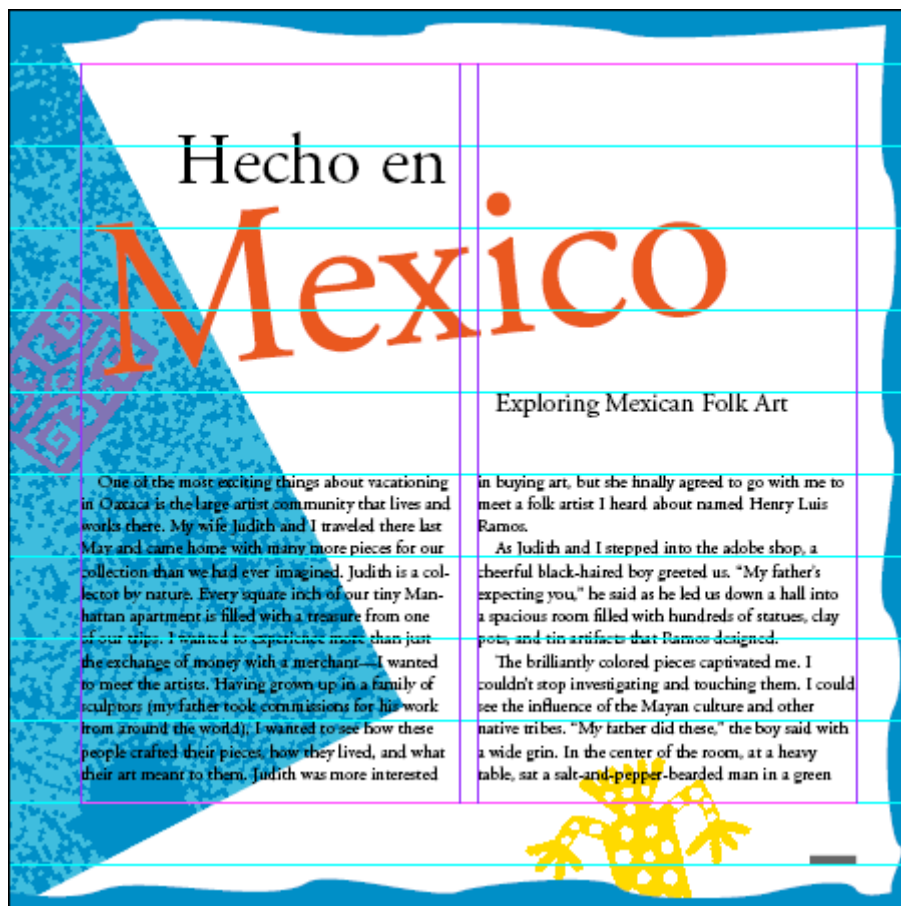 Hecho en
Mexico
Exploring Mexican Folk Art
One of the most exciting things about vacationing
in Oaxaca is the large artist community that lives and
works there. My wife Judith and I traveled there last
May and came home with many more pieces for our
collection than we had ever imagined. Judith is a col-
lector by nature. Every square inch of our tiny Man-
hattan apartment is filled with a treasure from one
of our trips. I wanted to experience more than just
the exchange of money with a merchant—I wanted
to meet the artists. Having grown up in a family of
sculptors (my father took commissions for his work
from around the world), I wanted to see how these
people crafted their pieces, how they lived, and what
their art meant to them. Judith was more interested
in buying art, but she finally agreed to go with me to
meet a folk artist I heard about named Henry Luis
Ramos.
As Judith and I stepped into the adobe shop, a
cheerful black-haired boy greeted us. “My father’s
expecting you,” he said as he led us down a hall into
a spacious room filled with hundreds of statues, clay
pots, and tin artifacts that Ramos designed.
The brilliantly colored pieces captivated me. I
couldn’t stop investigating and touching them. I could
see the influence of the Mayan culture and other
native tribes. “My father did these,” the boy said with
a wide grin. In the center of the room, at a heavy
table, sat a salt-and-pepper-bearded man in a green